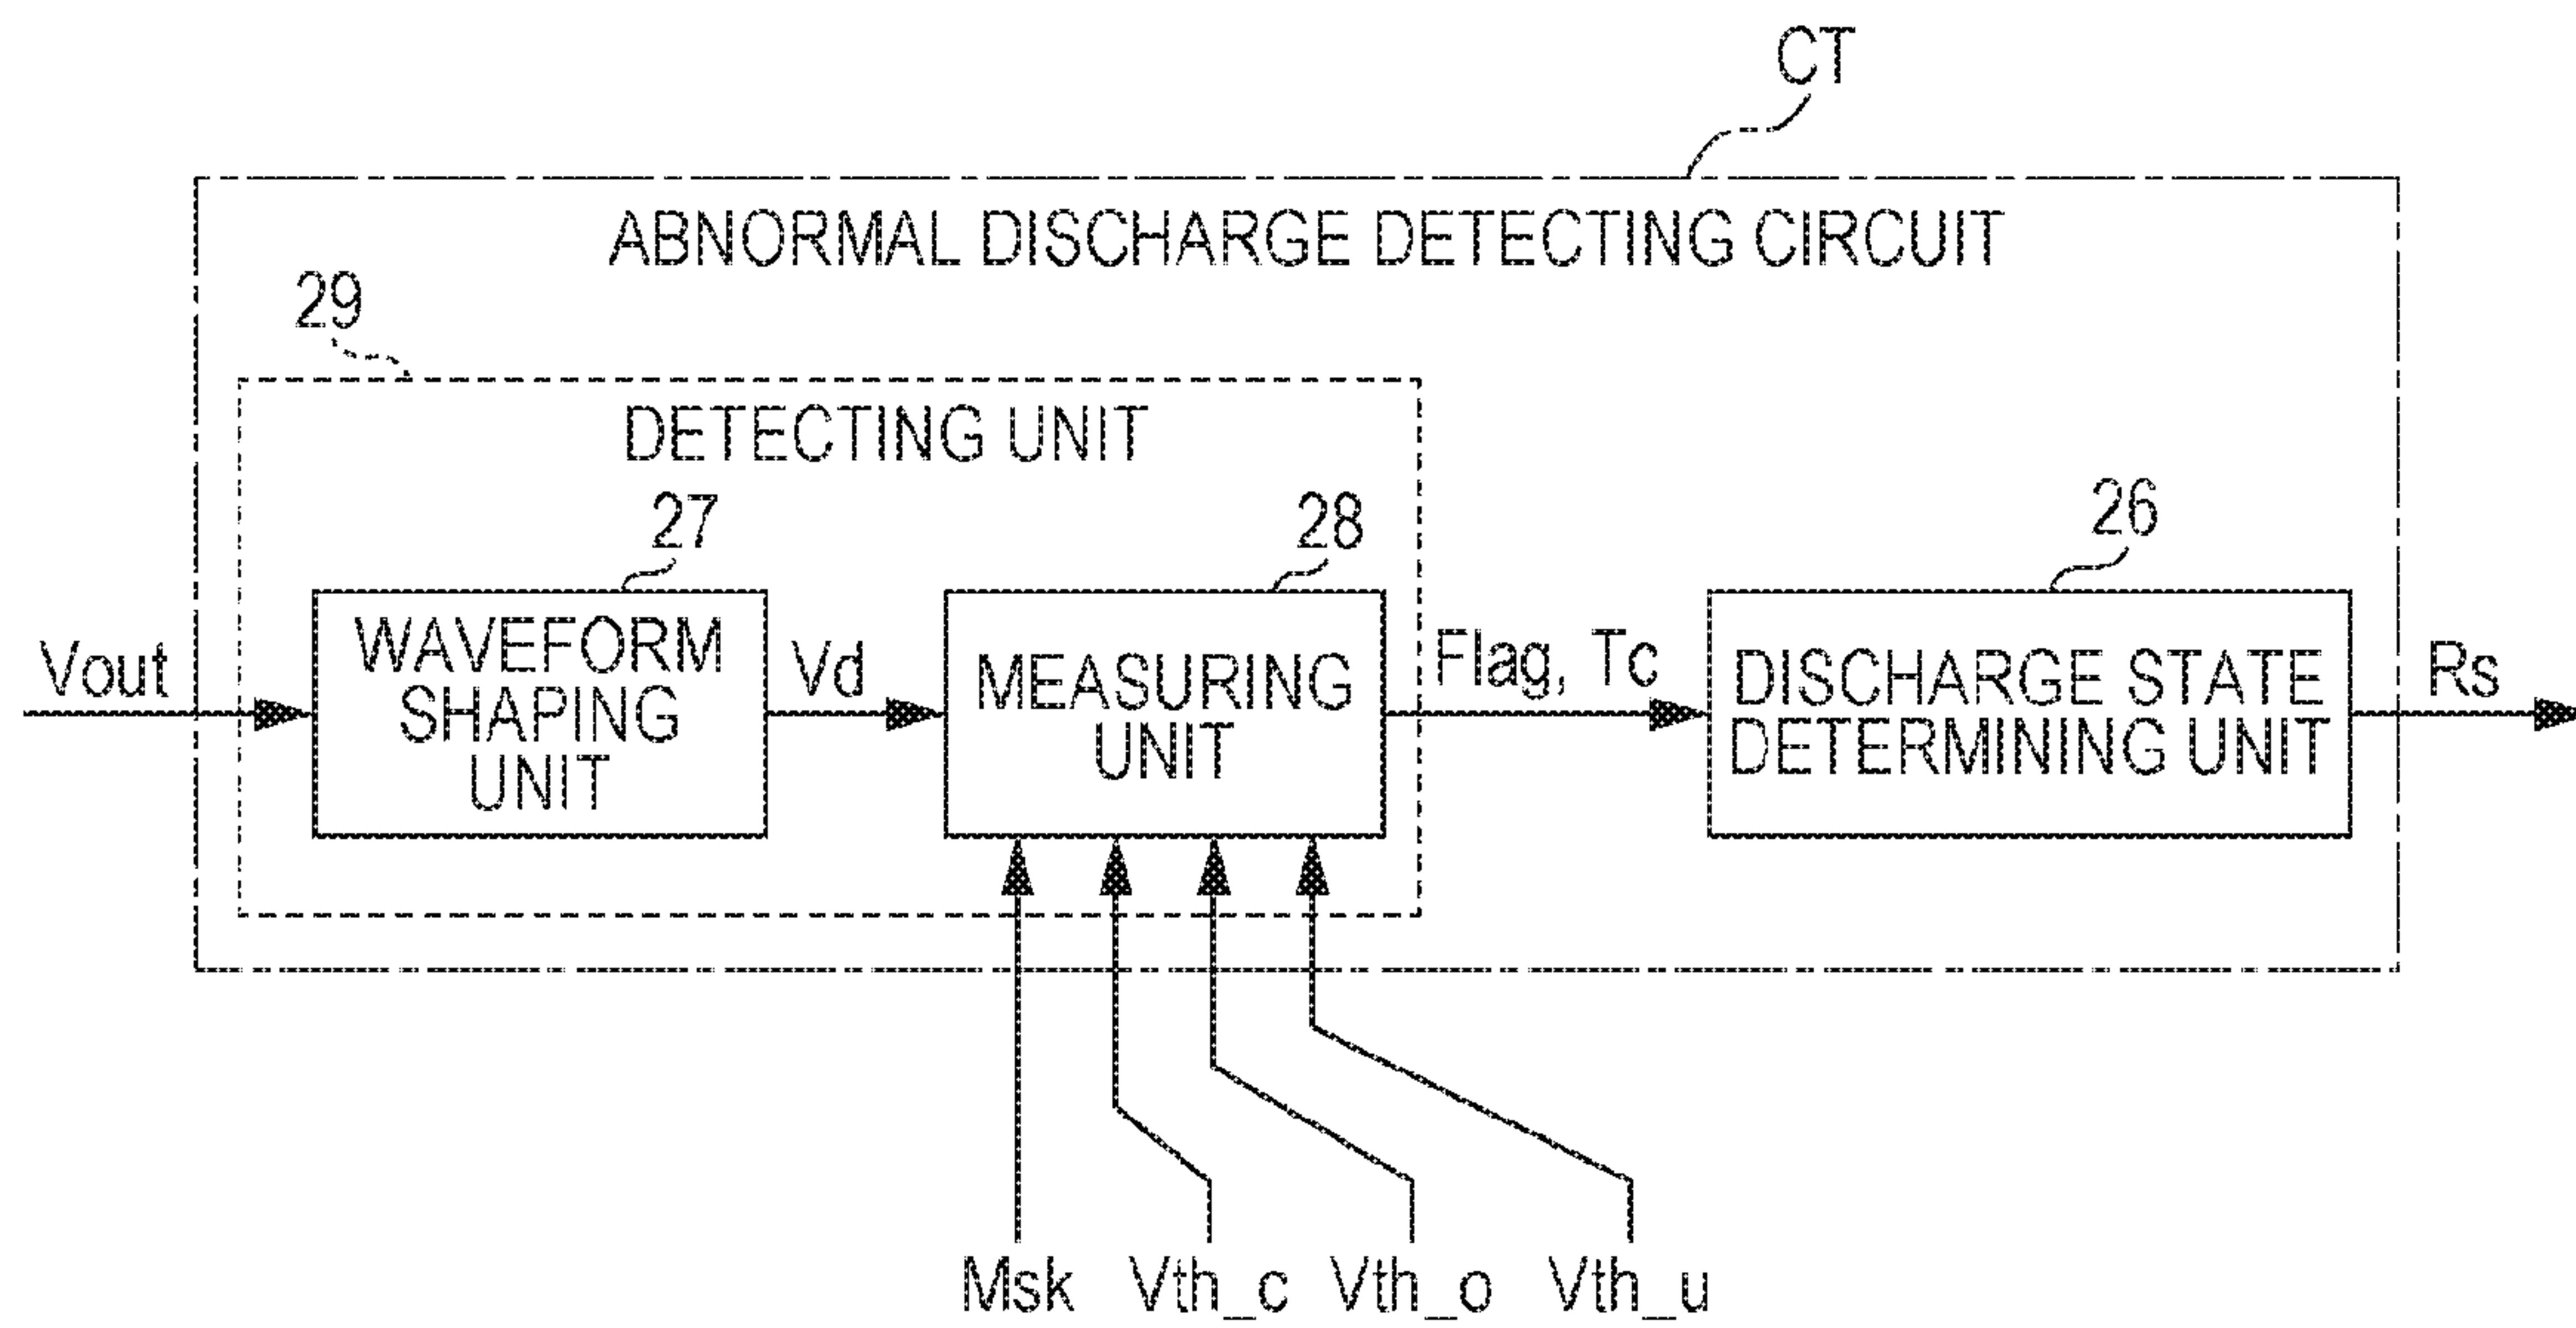 CT
ABNORMAL DISCHARGE DETECTING CIRCUIT
29
DETECTING UNIT
27
28
26
Vout
WAVEFORM
SHAPING
UNIT
Vd
MEASURING
UNIT
Flag, Tc
DISCHARGE STATE
DETERMINING UNIT
Rs
Msk
Vth_c
Vth_o
Vth_u